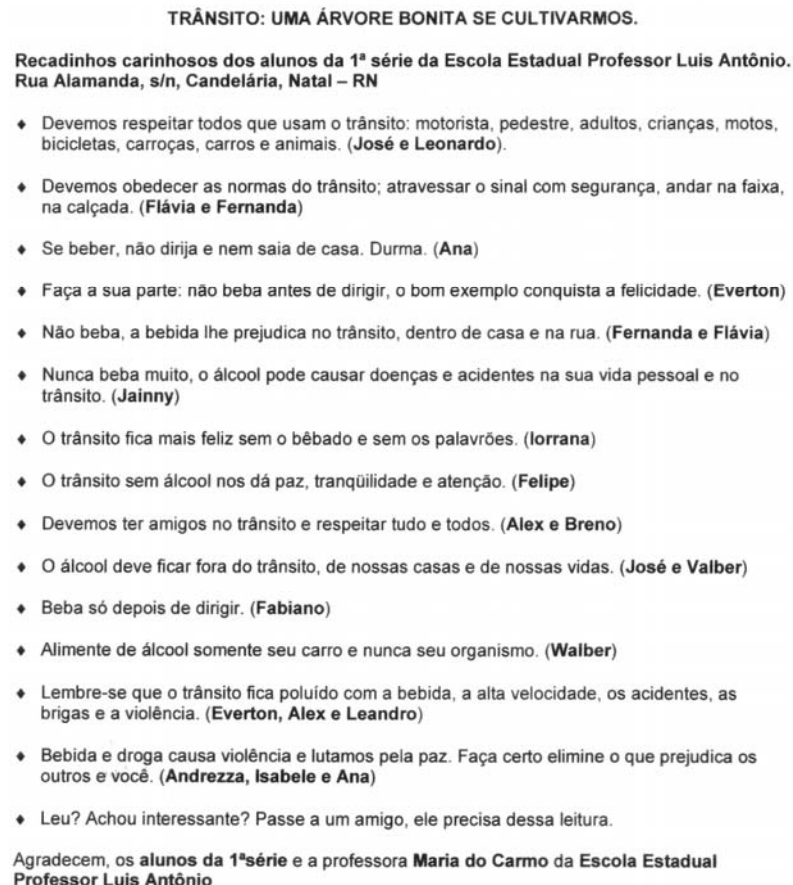 TRÂNSITO: UMA ÁRVORE BONITA SE CULTIVARMOS.
Recadinhos carinhosos dos alunos da 1ª série da Escola Estadual Professor Luis Antônio.
Rua Alamanda, s/n, Candelária, Natal – RN
♦ Devemos respeitar todos que usam o trânsito: motorista, pedestre, adultos, crianças, motos,
bicicletas, carroças, carros e animais. (José e Leonardo).
♦ Devemos obedecer as normas do trânsito; atravessar o sinal com segurança, andar na faixa,
na calçada. (Flávia e Fernanda)
♦ Se beber, não dirija e nem saia de casa. Durma. (Ana)
♦ Faça a sua parte: não beba antes de dirigir, o bom exemplo conquista a felicidade. (Everton)
♦ Não beba, a bebida lhe prejudica no trânsito, dentro de casa e na rua. (Fernanda e Flávia)
♦ Nunca beba muito, o álcool pode causar doenças e acidentes na sua vida pessoal e no
trânsito. (Jainny)
♦ O trânsito fica mais feliz sem o bêbado e sem os palavrões. (Iorrana)
♦ O trânsito sem álcool nos dá paz, tranqüilidade e atenção. (Felipe)
♦ Devemos ter amigos no trânsito e respeitar tudo e todos. (Alex e Breno)
♦ O álcool deve ficar fora do trânsito, de nossas casas e de nossas vidas. (José e Valber)
♦ Beba só depois de dirigir. (Fabiano)
♦ Alimente de álcool somente seu carro e nunca seu organismo. (Walber)
♦ Lembre-se que o trânsito fica poluído com a bebida, a alta velocidade, os acidentes, as
brigas e a violência. (Everton, Alex e Leandro)
♦ Bebida e droga causa violência e lutamos pela paz. Faça certo elimine o que prejudica os
outros e você. (Andrezza, Isabele e Ana)
♦ Leu? Achou interessante? Passe a um amigo, ele precisa dessa leitura.
Agradecem, os alunos da 1ªsérie e a professora Maria do Carmo da Escola Estadual
Professor Luis Antônio